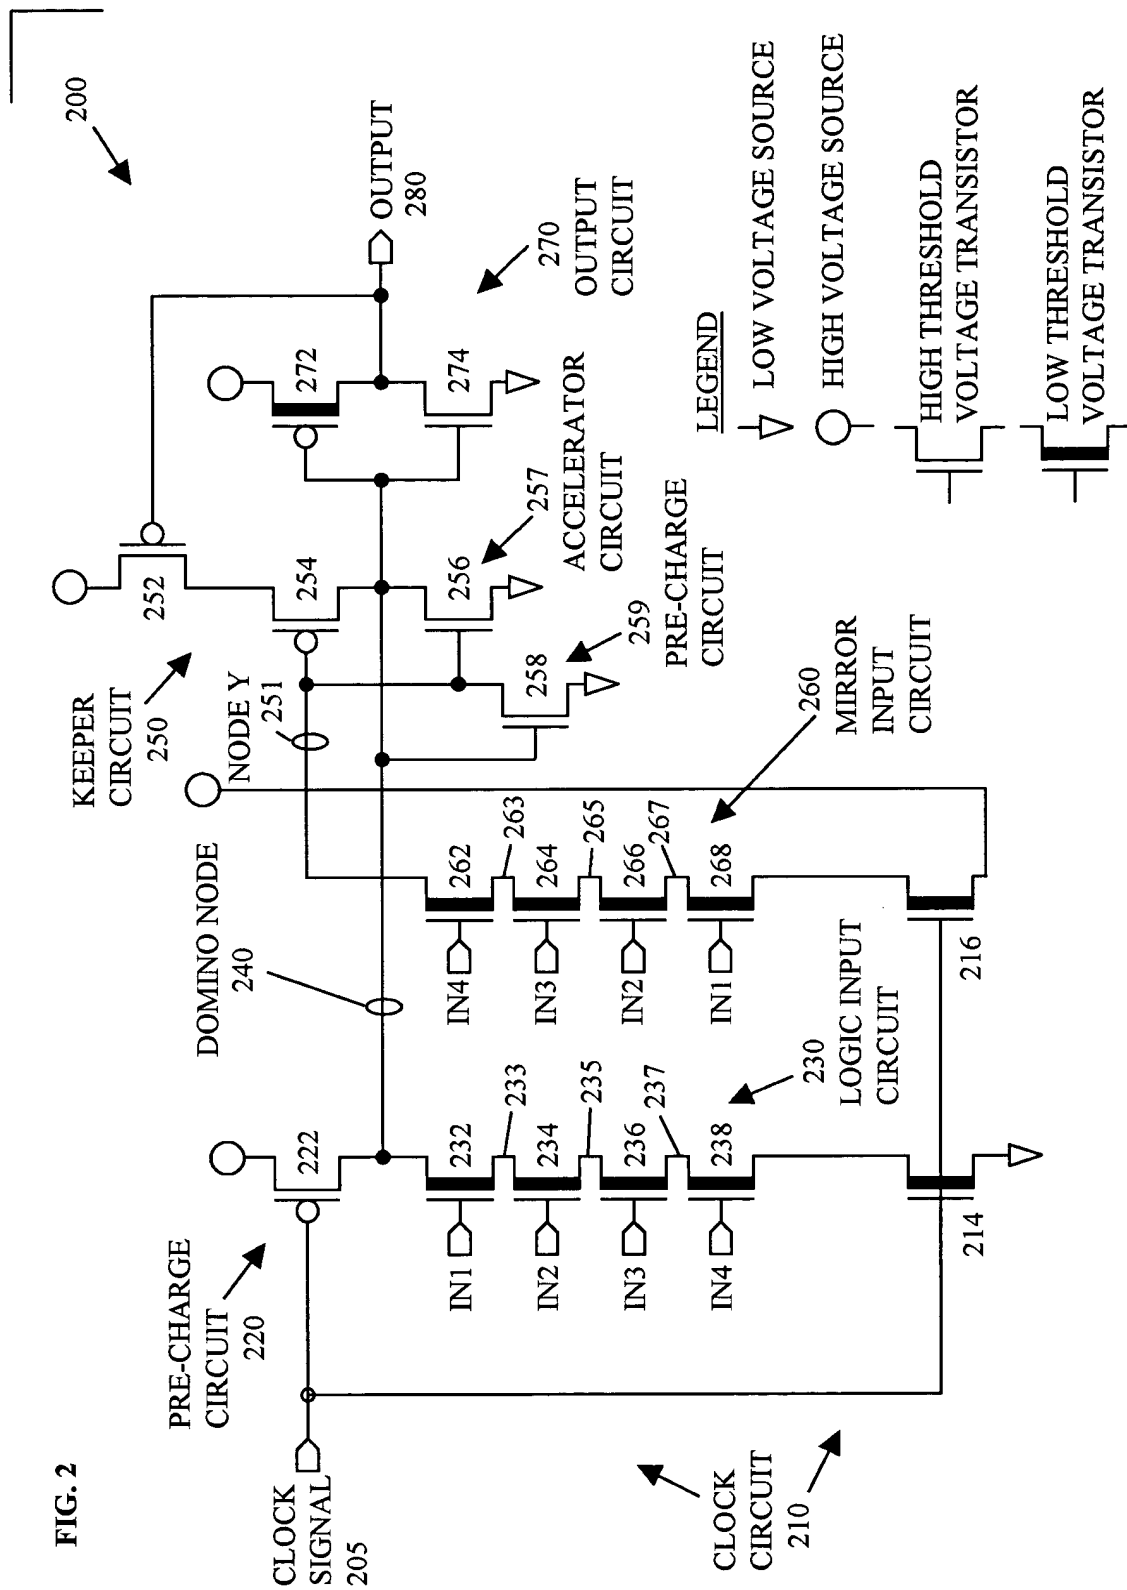 FIG. 2
200
CLOCK
SIGNAL
205
PRE-CHARGE
CIRCUIT
220
222
DOMINO NODE
240
KEEPER
CIRCUIT
250
NODE Y
251
252
254
256
257
ACCELERATOR
CIRCUIT
258
259
PRE-CHARGE
CIRCUIT
272
274
270
OUTPUT
CIRCUIT
OUTPUT
280
IN1
232
233
IN2
234
235
IN3
236
237
IN4
238
230
LOGIC INPUT
CIRCUIT
IN4
262
263
IN3
264
265
IN2
266
267
IN1
268
260
MIRROR
INPUT
CIRCUIT
214
216
CLOCK
CIRCUIT
210
LEGEND
LOW VOLTAGE SOURCE
HIGH VOLTAGE SOURCE
HIGH THRESHOLD
VOLTAGE TRANSISTOR
LOW THRESHOLD
VOLTAGE TRANSISTOR